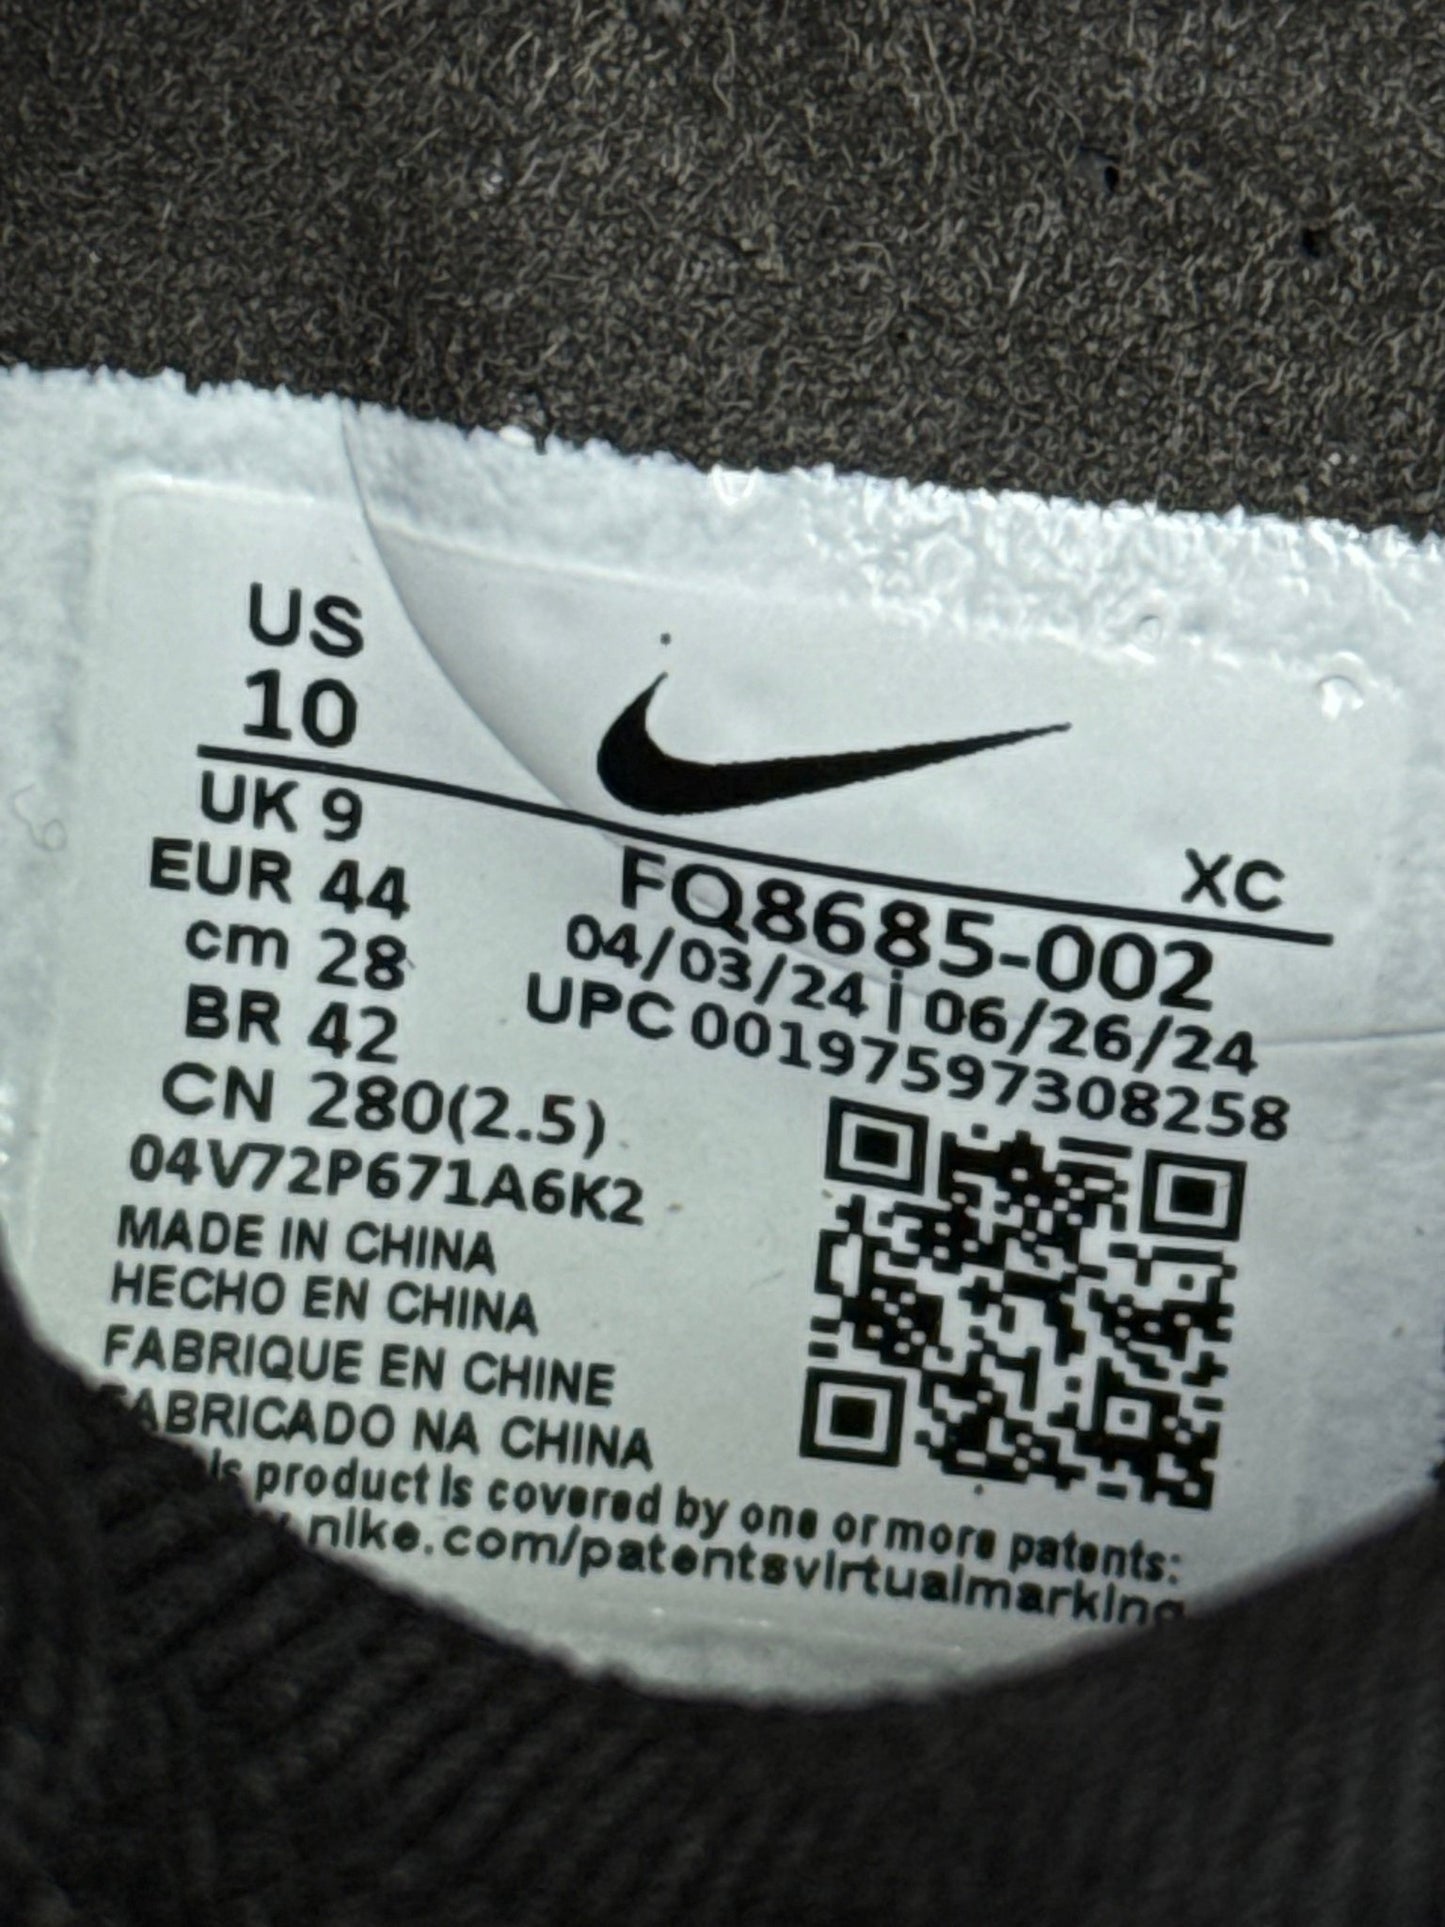 US
10
UK 9
EUR 44
cm 28
BR 42
CN 280(2.5)
04V72P671A6K2
MADE IN CHINA
HECHO EN CHINA
FABRIQUE EN CHINE
FABRICADO NA CHINA
XC
FQ8685-002
04/03/24 | 06/26/24
UPC 00197597308258
is product is covered by one or more patents:
.nike.com/patentsvirtualmarking